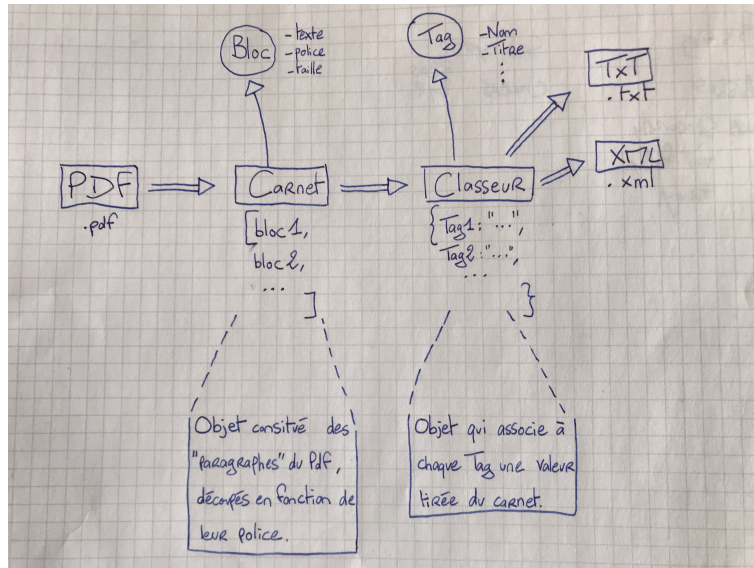 Bloc
-texte
-police
-taille
Tag
-Nom
-Titre
:
TxT
.txt
PDF
.pdf
Carnet
Classeur
XML
.xml
[bloc1,
bloc2,
...
]
{Tag1:"...",
Tag2:"...",
...
}
Objet consitué des
"paragraphes" du Pdf,
découpés en fonction de
leur police.
Objet qui associe à
chaque Tag une valeur
tirée du carnet.